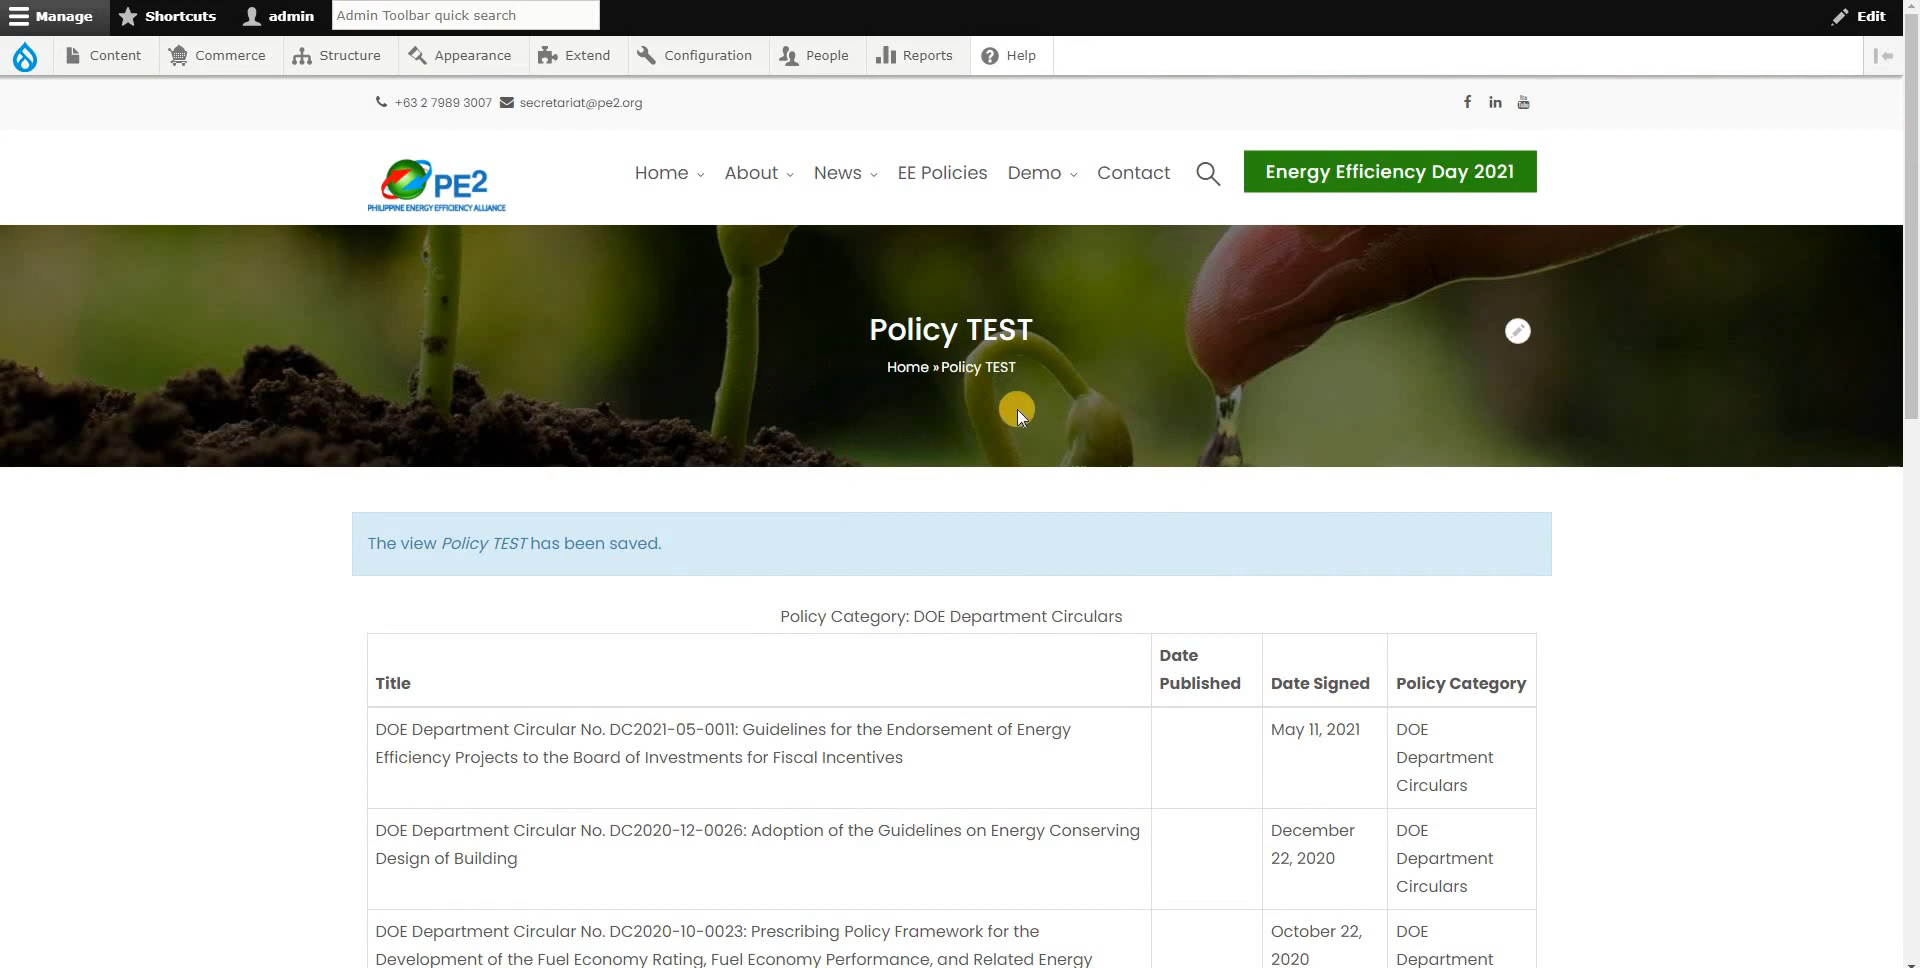 Manage Shortcuts admin Admin Toolbar quick search Edit
Content Commerce Structure Appearance Extend Configuration People Reports Help
+63 2 7989 3007 secretariat@pe2.org
PE2
PHILIPPINE ENERGY EFFICIENCY ALLIANCE
Home About News EE Policies Demo Contact Energy Efficiency Day 2021
Policy TEST
Home » Policy TEST
The view Policy TEST has been saved.
Policy Category: DOE Department Circulars
Title Date Published Date Signed Policy Category
DOE Department Circular No. DC2021-05-0011: Guidelines for the Endorsement of Energy
Efficiency Projects to the Board of Investments for Fiscal Incentives
May 11, 2021
DOE
Department
Circulars
DOE Department Circular No. DC2020-12-0026: Adoption of the Guidelines on Energy Conserving
Design of Building
December
22, 2020
DOE
Department
Circulars
DOE Department Circular No. DC2020-10-0023: Prescribing Policy Framework for the
Development of the Fuel Economy Rating, Fuel Economy Performance, and Related Energy
October 22,
2020
DOE
Department